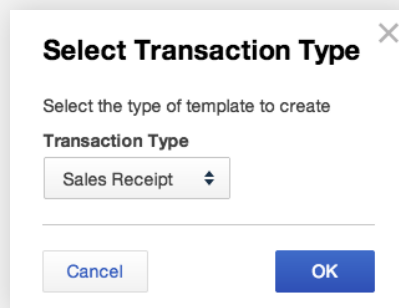 Select Transaction Type
Select the type of template to create
Transaction Type
Sales Receipt
Cancel
OK